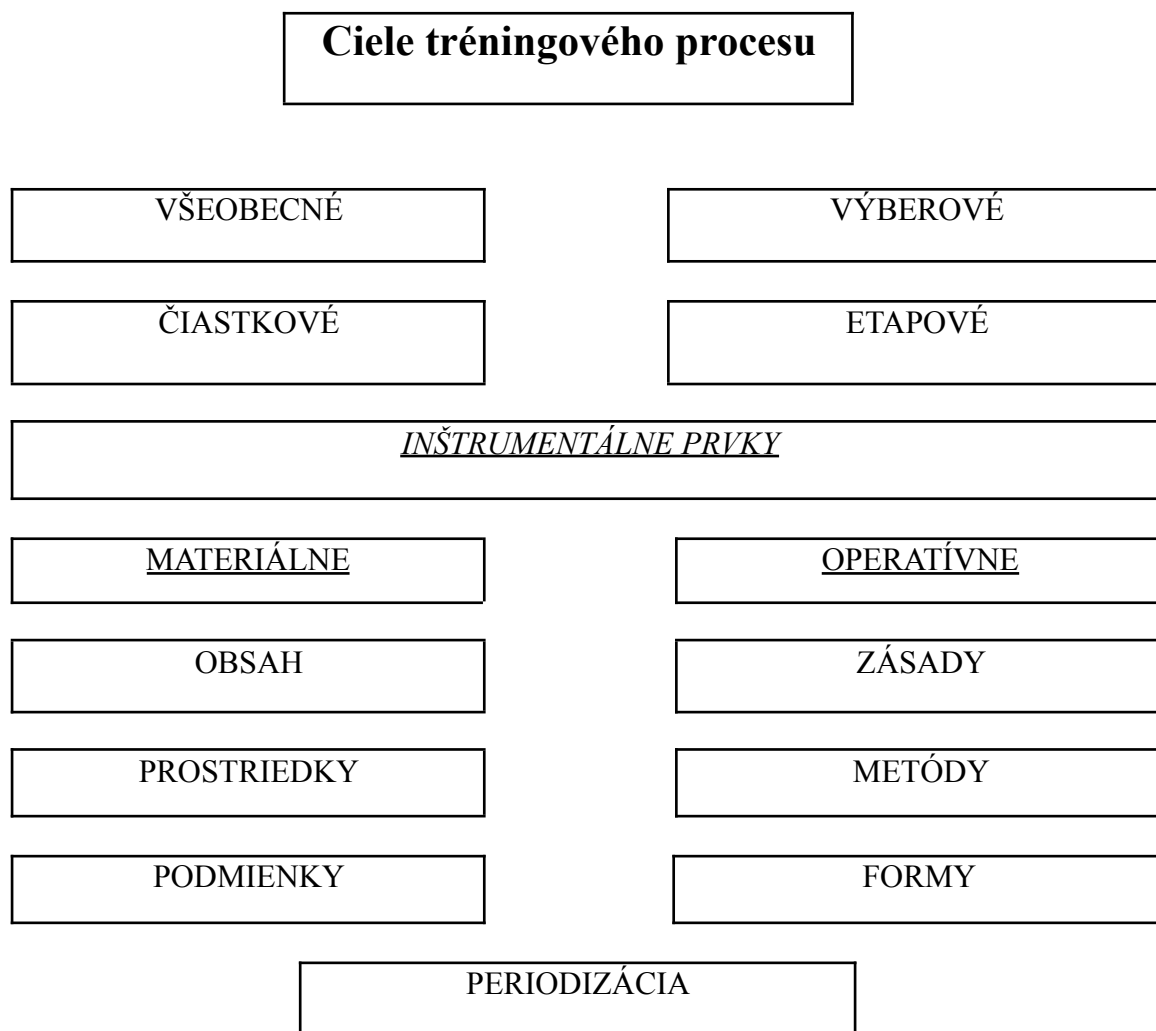 Ciele tréningového procesu
VŠEOBECNÉ
VÝBEROVÉ
ČIASTKOVÉ
ETAPOVÉ
INŠTRUMENTÁLNE PRVKY
MATERIÁLNE
OPERATÍVNE
OBSAH
ZÁSADY
PROSTRIEDKY
METÓDY
PODMIENKY
FORMY
PERIODIZÁCIA